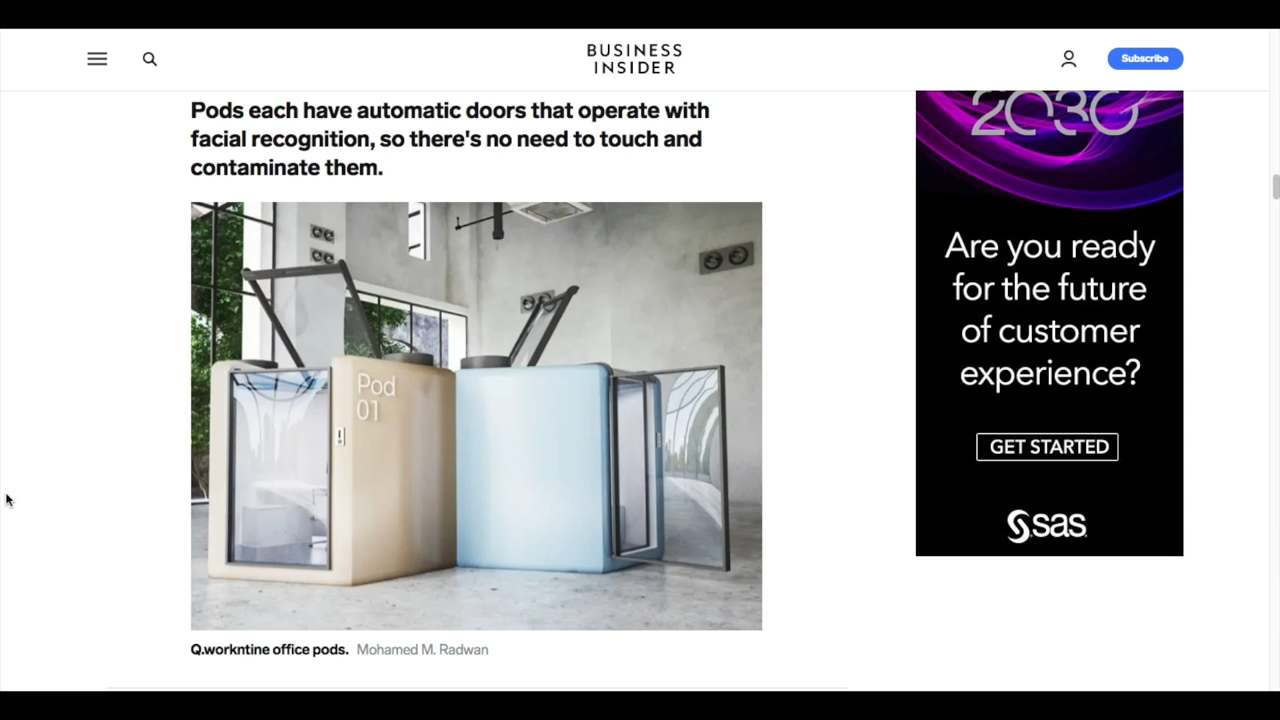 BUSINESS
INSIDER
Subscribe
Pods each have automatic doors that operate with
facial recognition, so there's no need to touch and
contaminate them.
Pod
01
Q.workntine office pods. Mohamed M. Radwan
2030
Are you ready
for the future
of customer
experience?
GET STARTED
sas